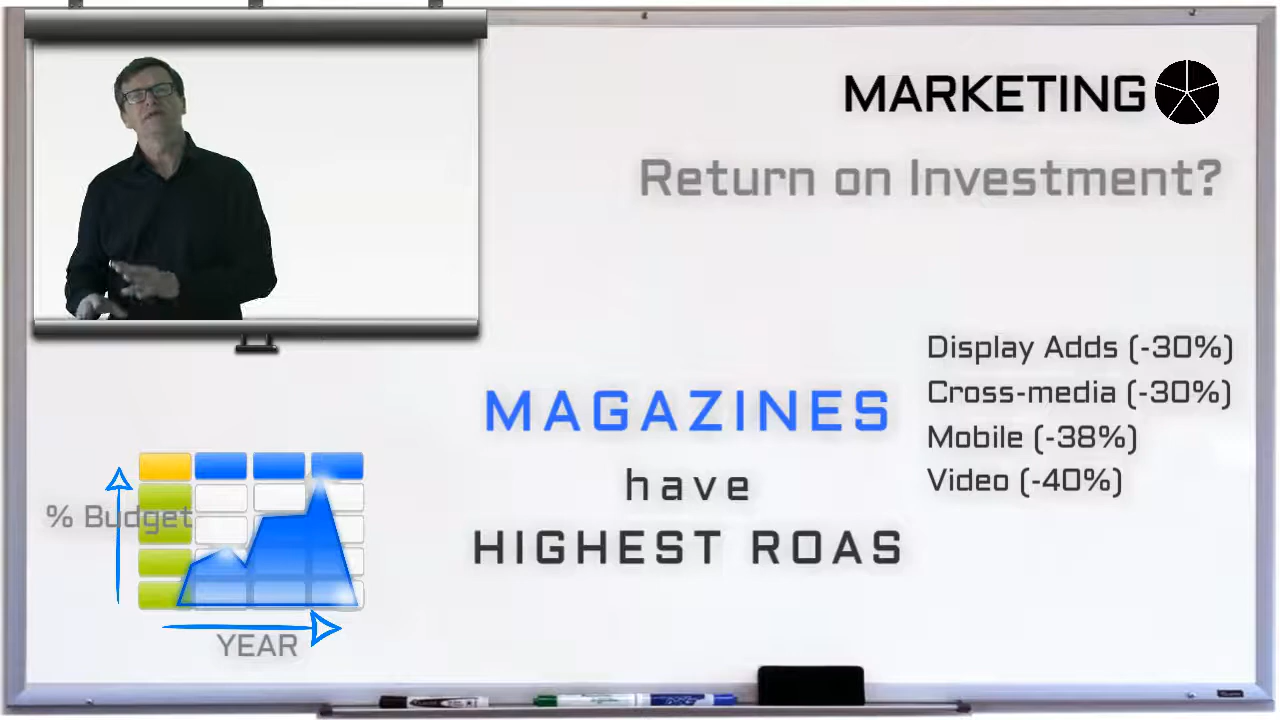 MARKETING
Return on Investment?
Display Adds (-30%)
Cross-media (-30%)
Mobile (-38%)
Video (-40%)
MAGAZINES
have
HIGHEST ROAS
% Budget
YEAR